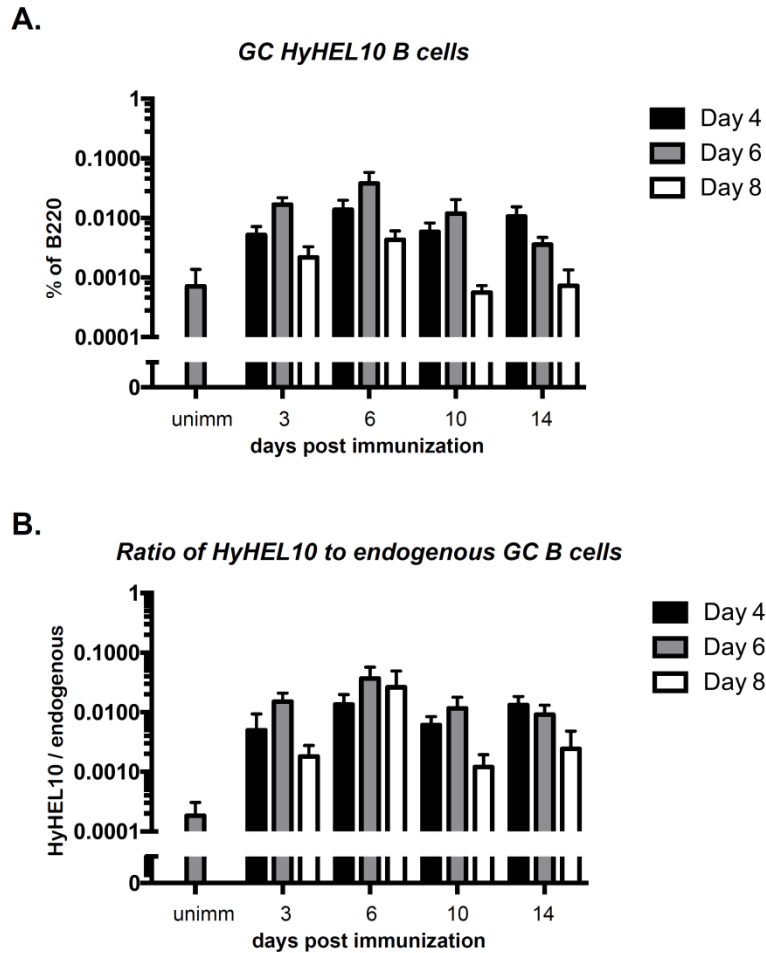 A.
GC HyHEL10 B cells
% of B220
1
0.1000
0.0100
0.0010
0.0001
0
unimm 3 6 10 14
days post immunization
Day 4
Day 6
Day 8
B.
Ratio of HyHEL10 to endogenous GC B cells
HyHEL10 / endogenous
1
0.1000
0.0100
0.0010
0.0001
0
unimm 3 6 10 14
days post immunization
Day 4
Day 6
Day 8